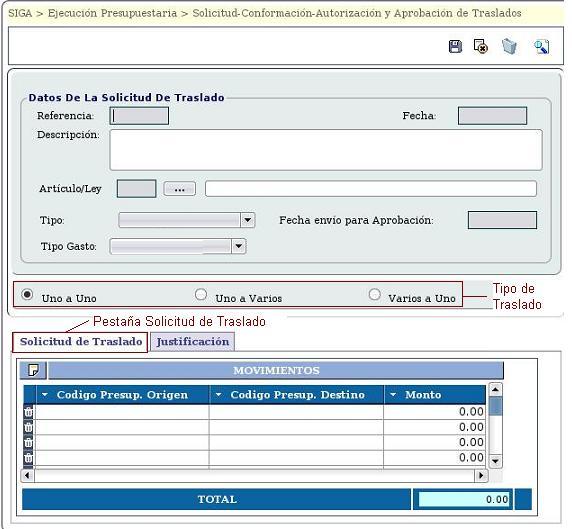 SIGA > Ejecución Presupuestaria > Solicitud-Conformación-Autorización y Aprobación de Traslados
Datos De La Solicitud De Traslado
Referencia: Fecha:
Descripción:
Artículo/Ley ...
Tipo: Fecha envio para Aprobación:
Tipo Gasto:
Uno a Uno Uno a Varios Varios a Uno
Tipo de
Traslado
Pestaña Solicitud de Traslado
Solicitud de Traslado Justificación
MOVIMIENTOS
Codigo Presup. Origen Codigo Presup. Destino Monto
0.00
0.00
0.00
0.00
TOTAL 0.00